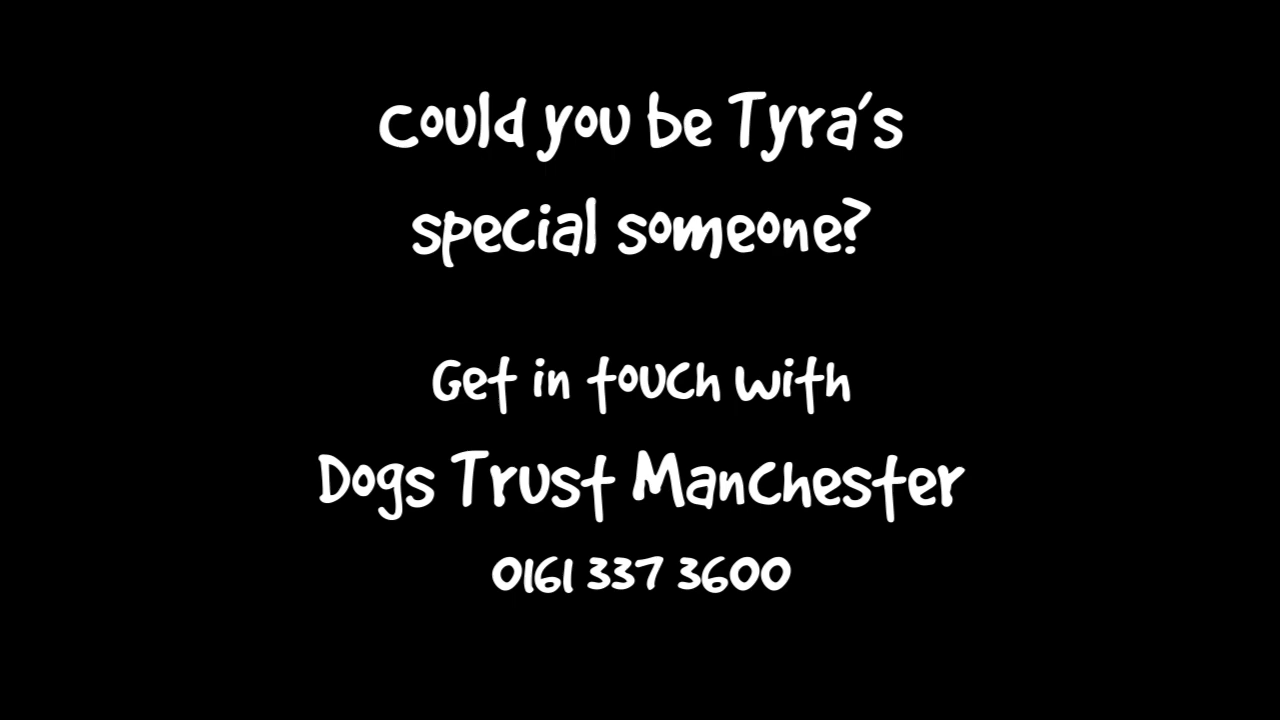 Could you be Tyra's
special someone?
Get in touch with
Dogs Trust Manchester
0161 337 3600